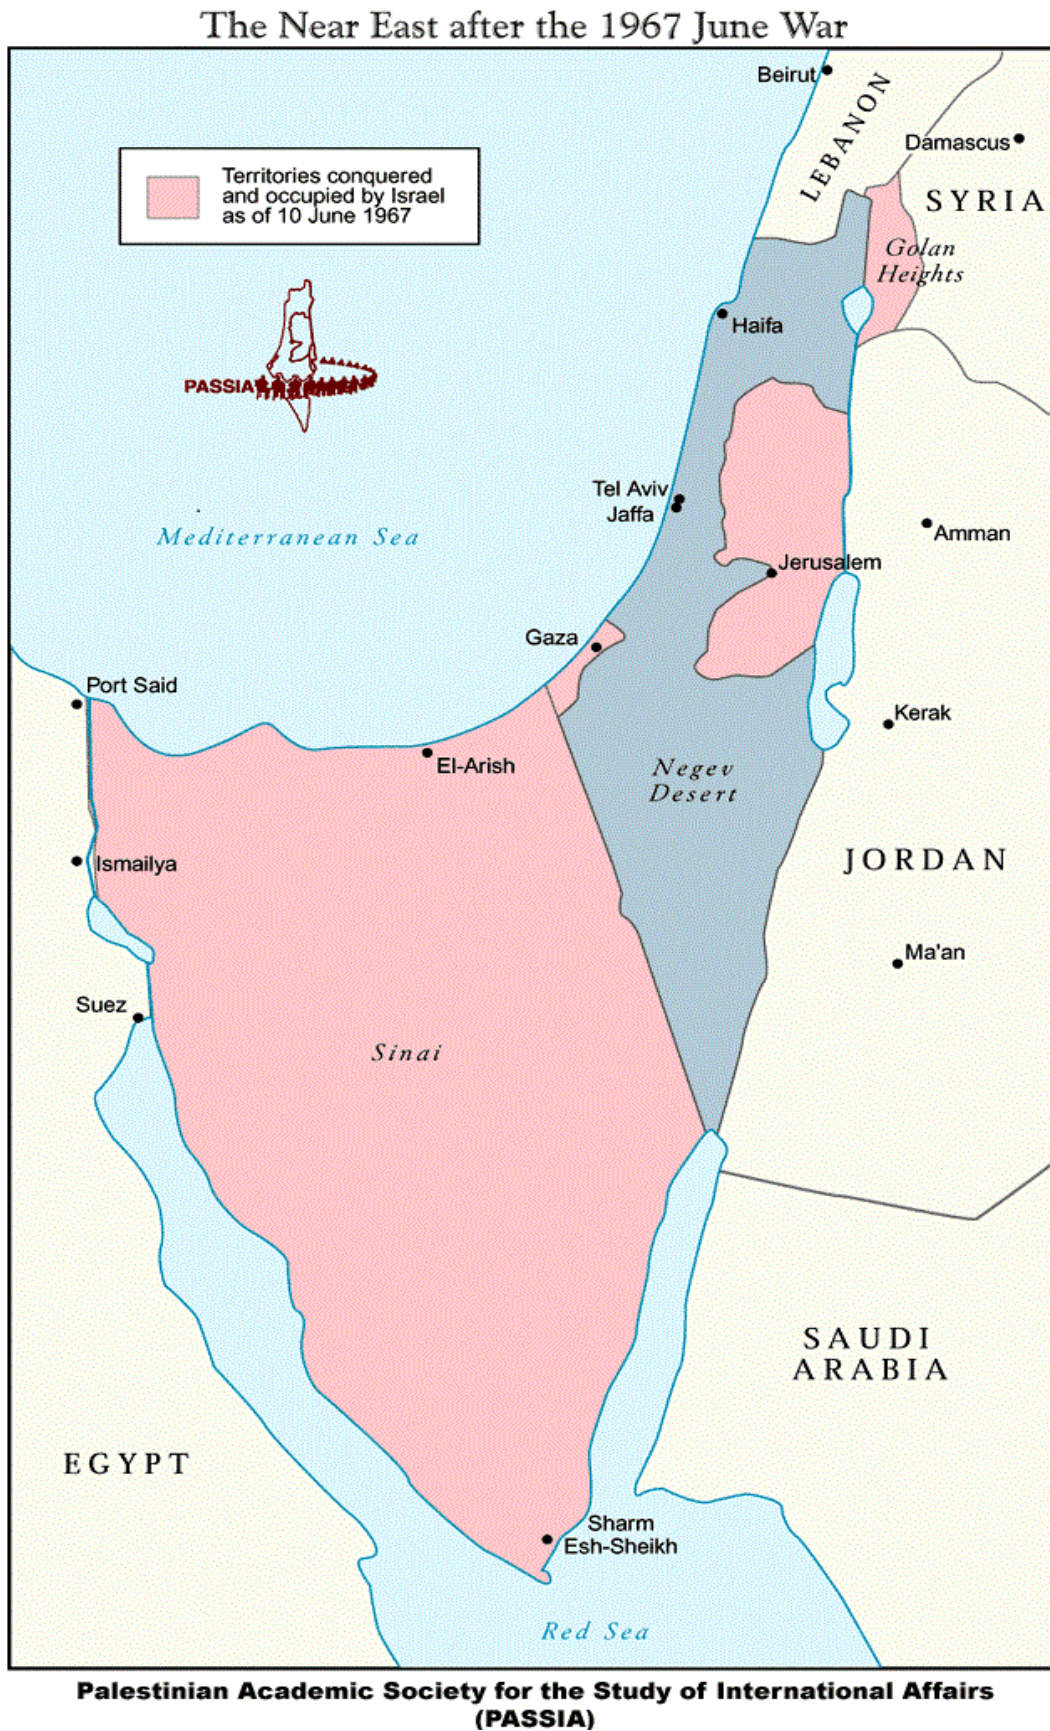 The Near East after the 1967 June War
Beirut
LEBANON
Damascus
SYRIA
Territories conquered
and occupied by Israel
as of 10 June 1967
Golan
Heights
Haifa
PASSIA
Tel Aviv
Jaffa
Mediterranean Sea
Amman
Jerusalem
Gaza
Port Said
Kerak
El-Arish
Negev
Desert
Ismailya
JORDAN
Ma'an
Suez
Sinai
SAUDI
ARABIA
EGYPT
Sharm
Esh-Sheikh
Red Sea
Palestinian Academic Society for the Study of International Affairs
(PASSIA)